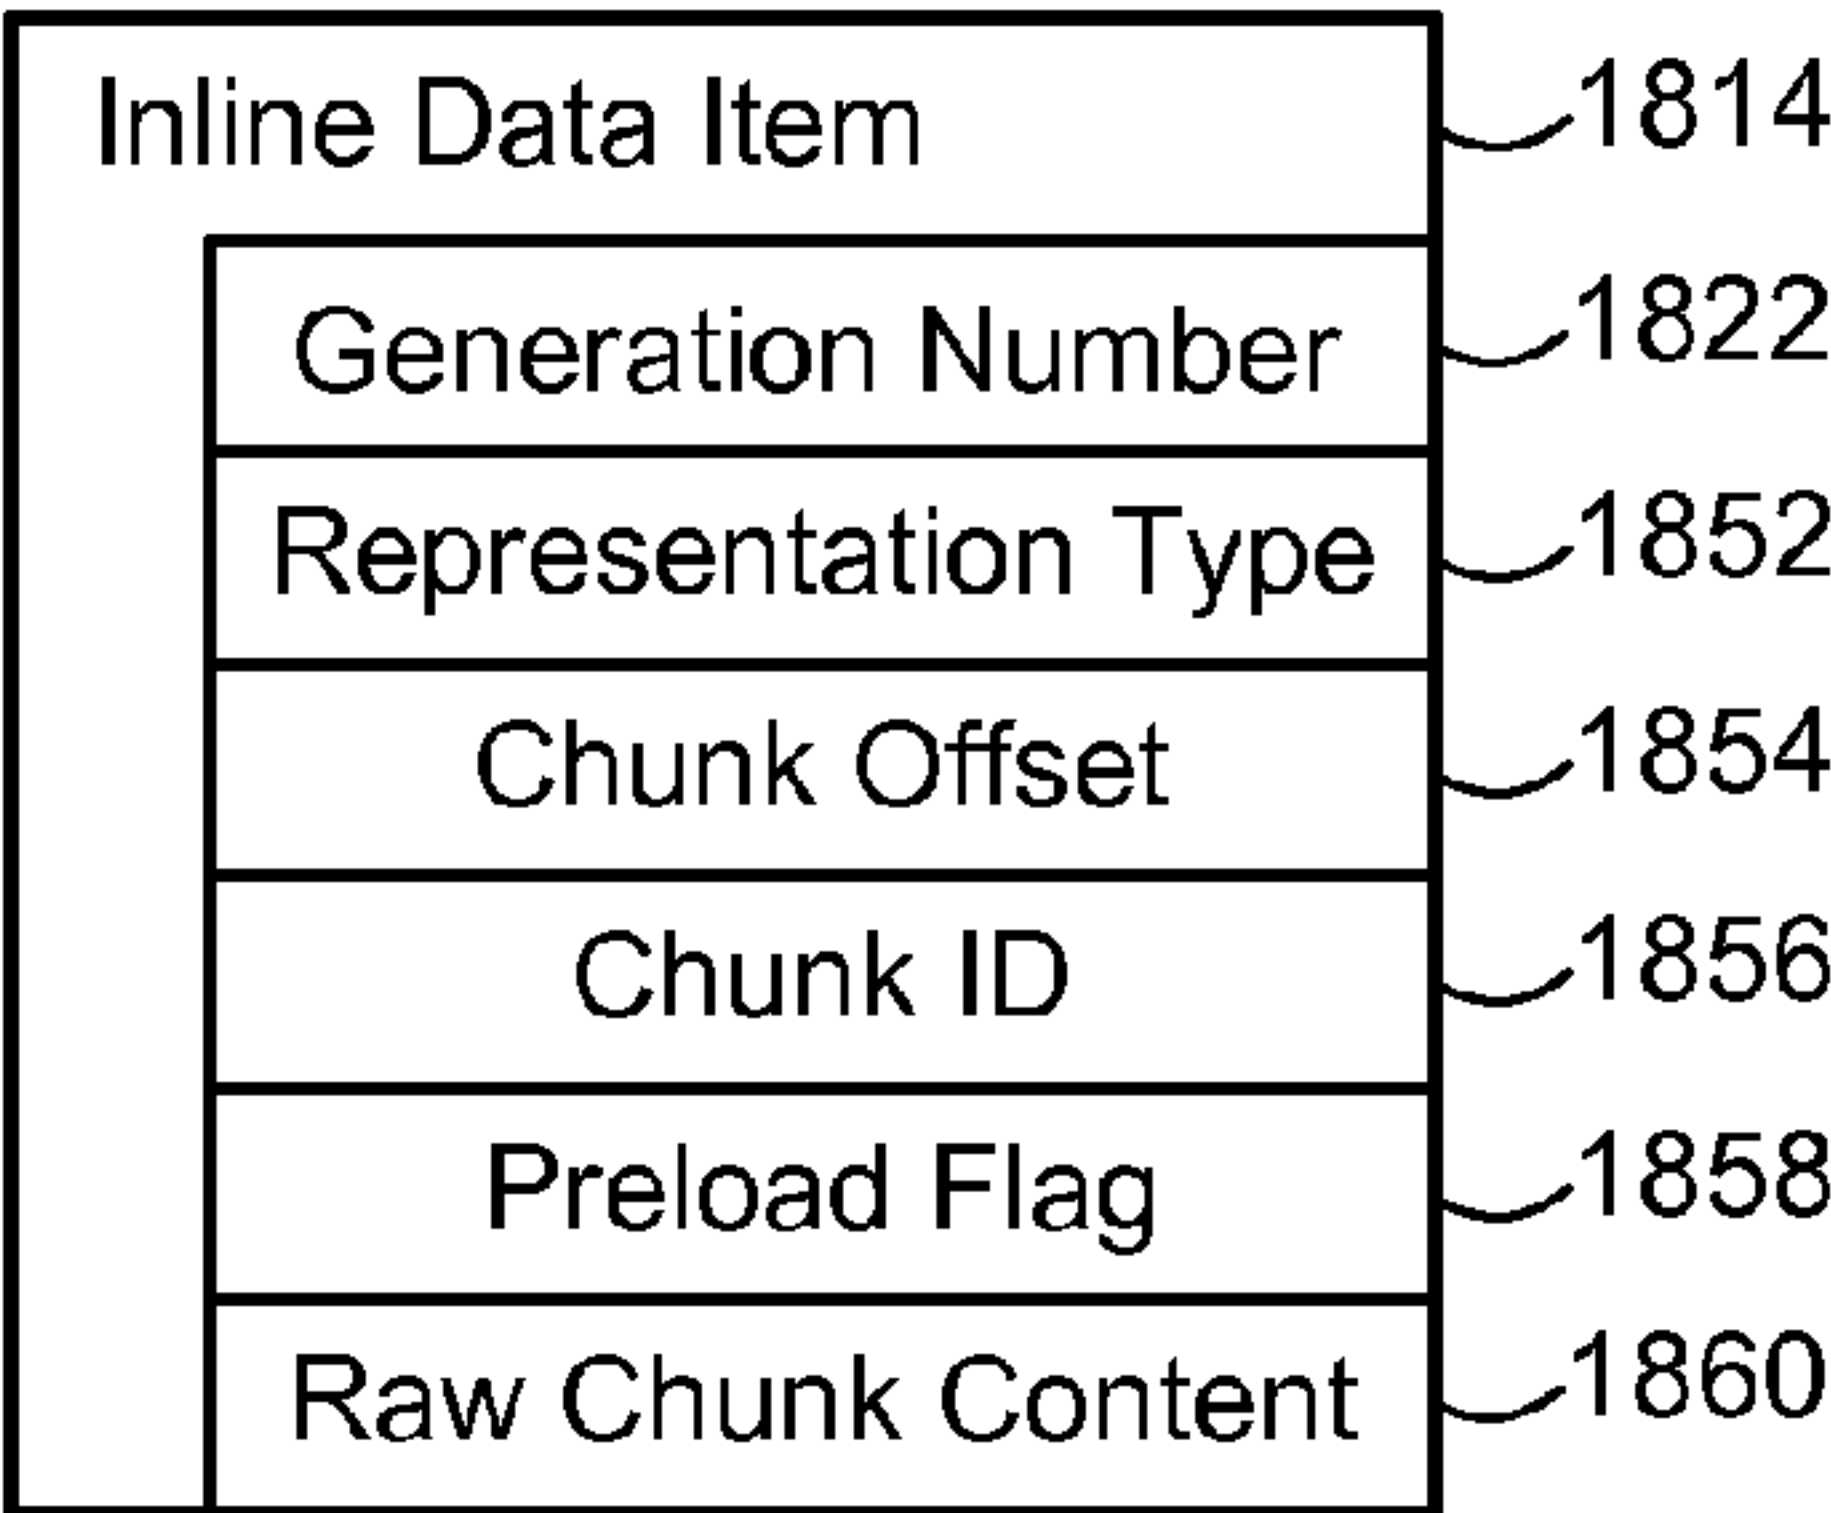 Inline Data Item 1814
Generation Number 1822
Representation Type 1852
Chunk Offset 1854
Chunk ID 1856
Preload Flag 1858
Raw Chunk Content 1860